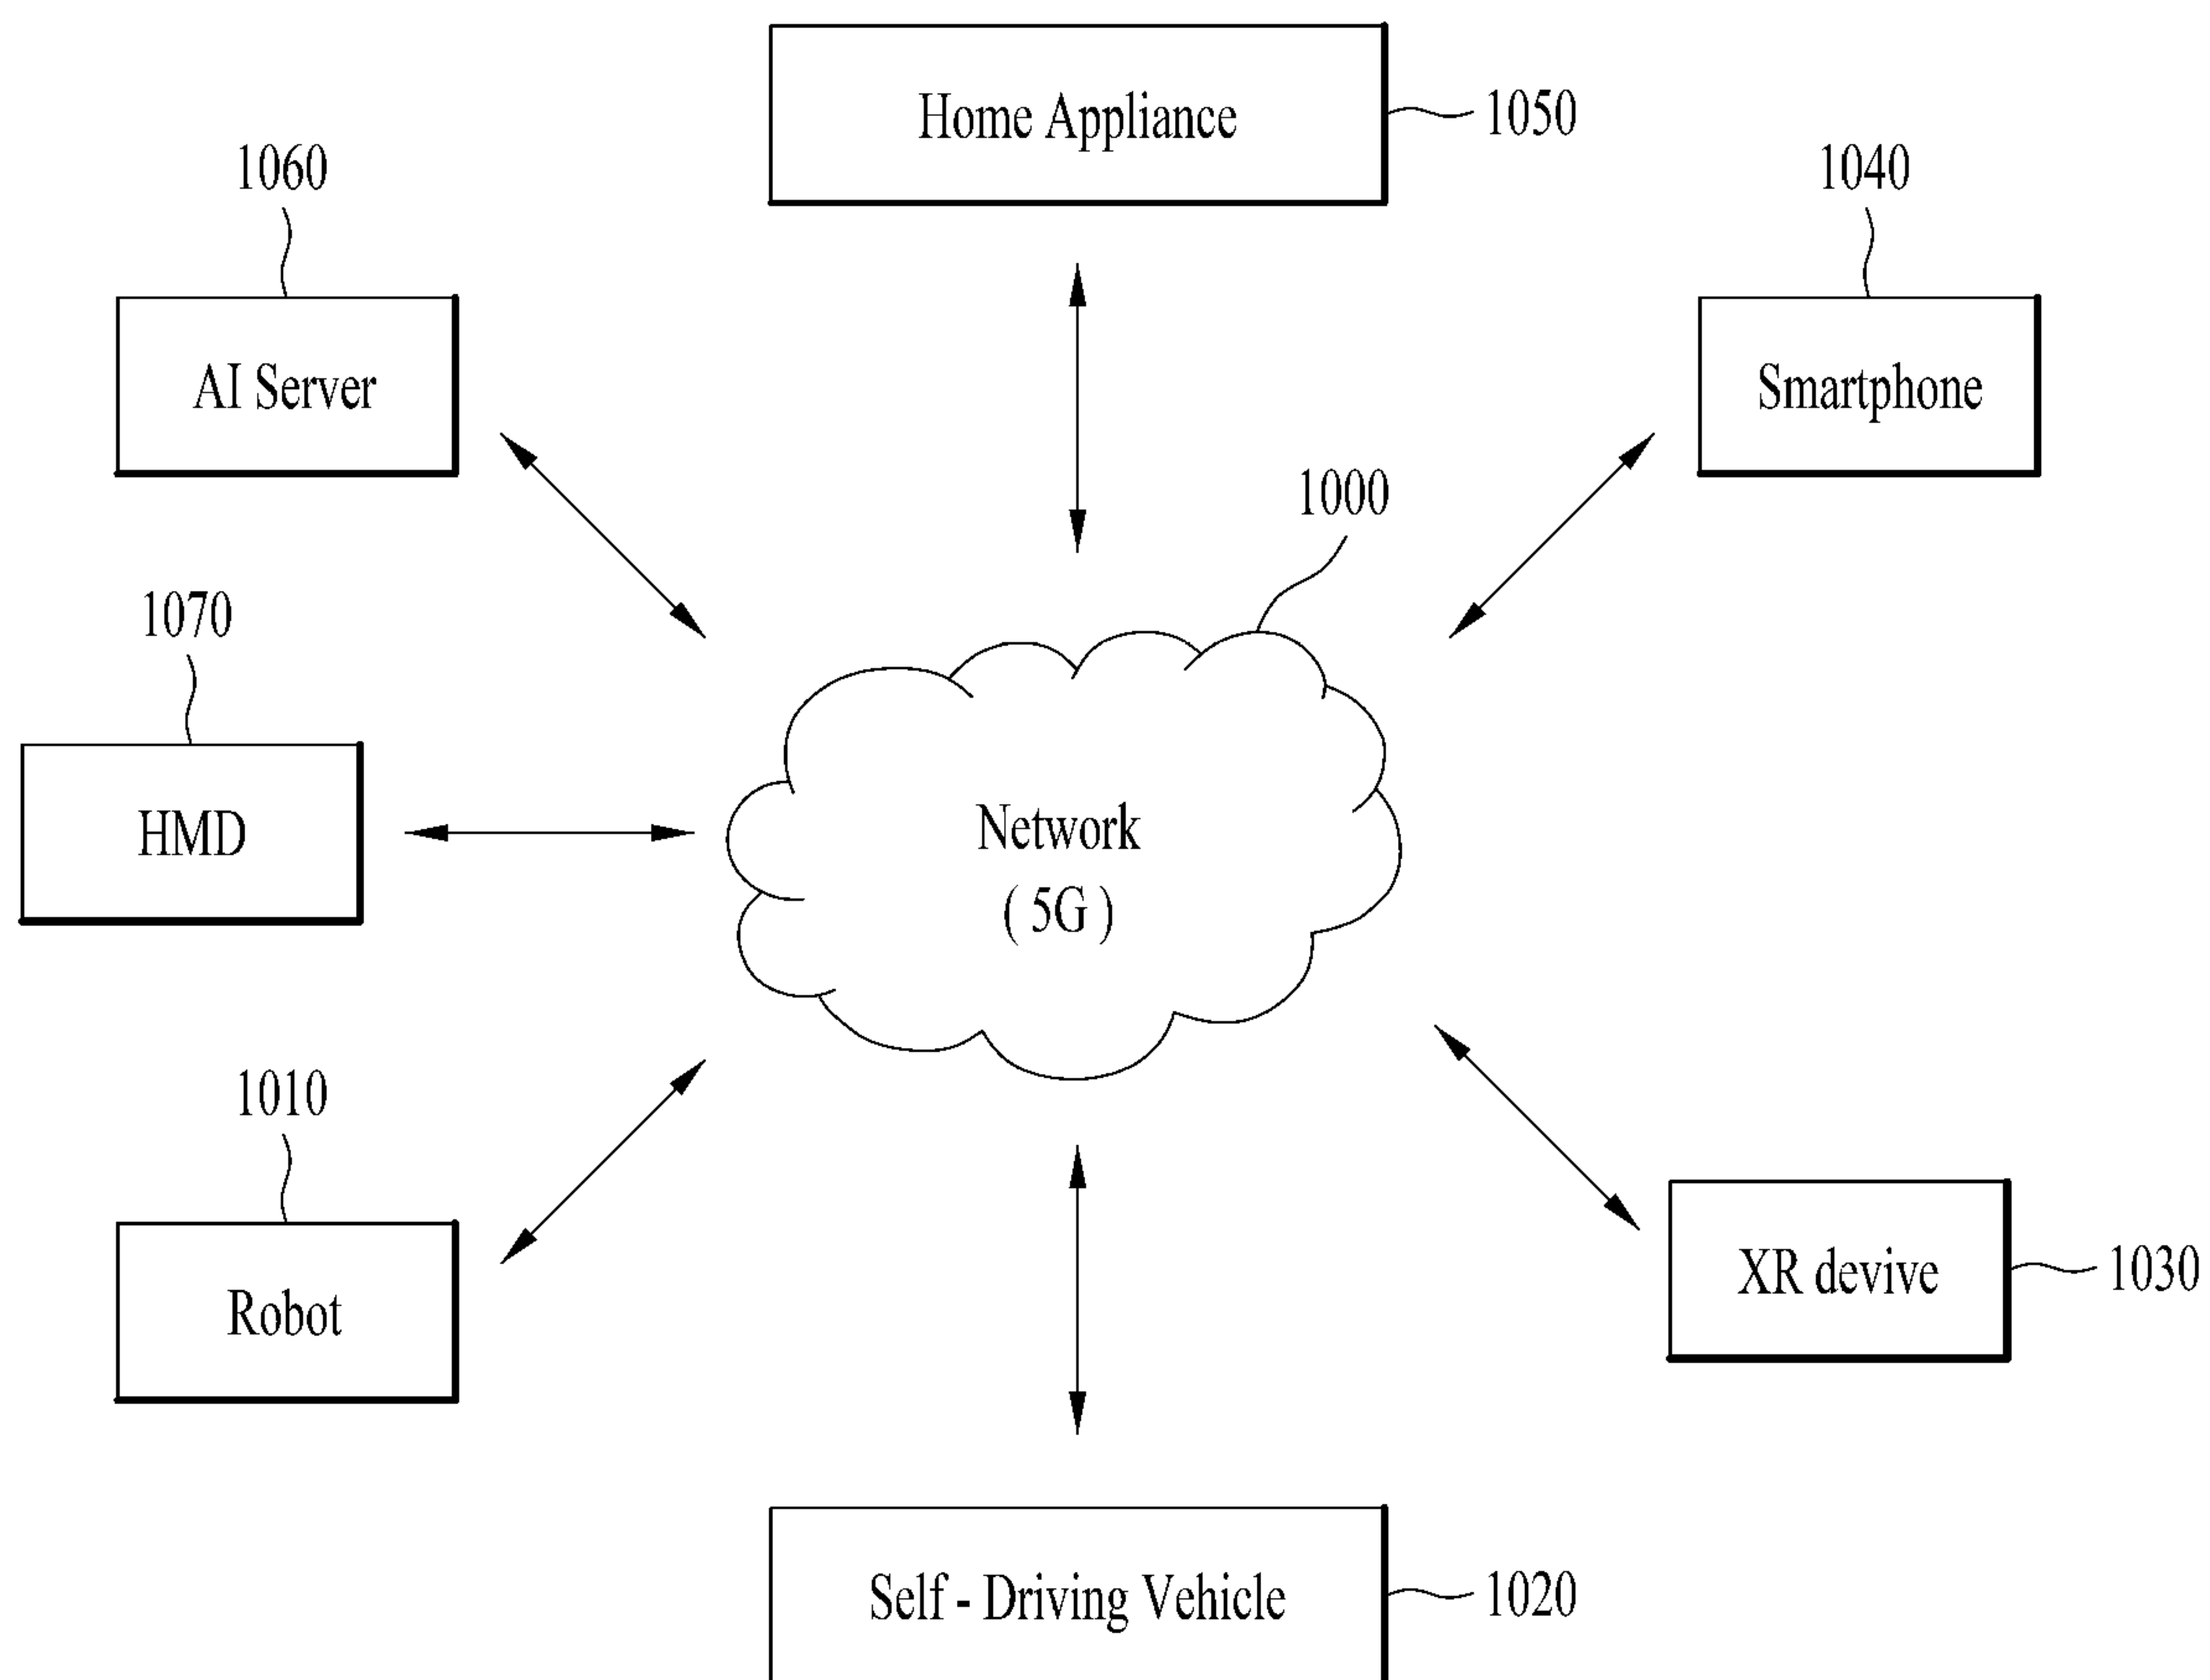 Home Appliance
1050
1060
1040
AI Server
Smartphone
1000
1070
HMD
Network
( 5G )
1010
Robot
XR devive
1030
Self - Driving Vehicle
1020